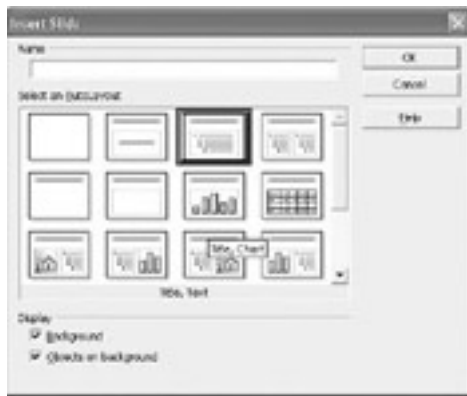 Insert Slide
Name
OK
Cancel
Select an AutoLayout
Help
Title, Chart
Title, Text
Display
Background
Objects on background